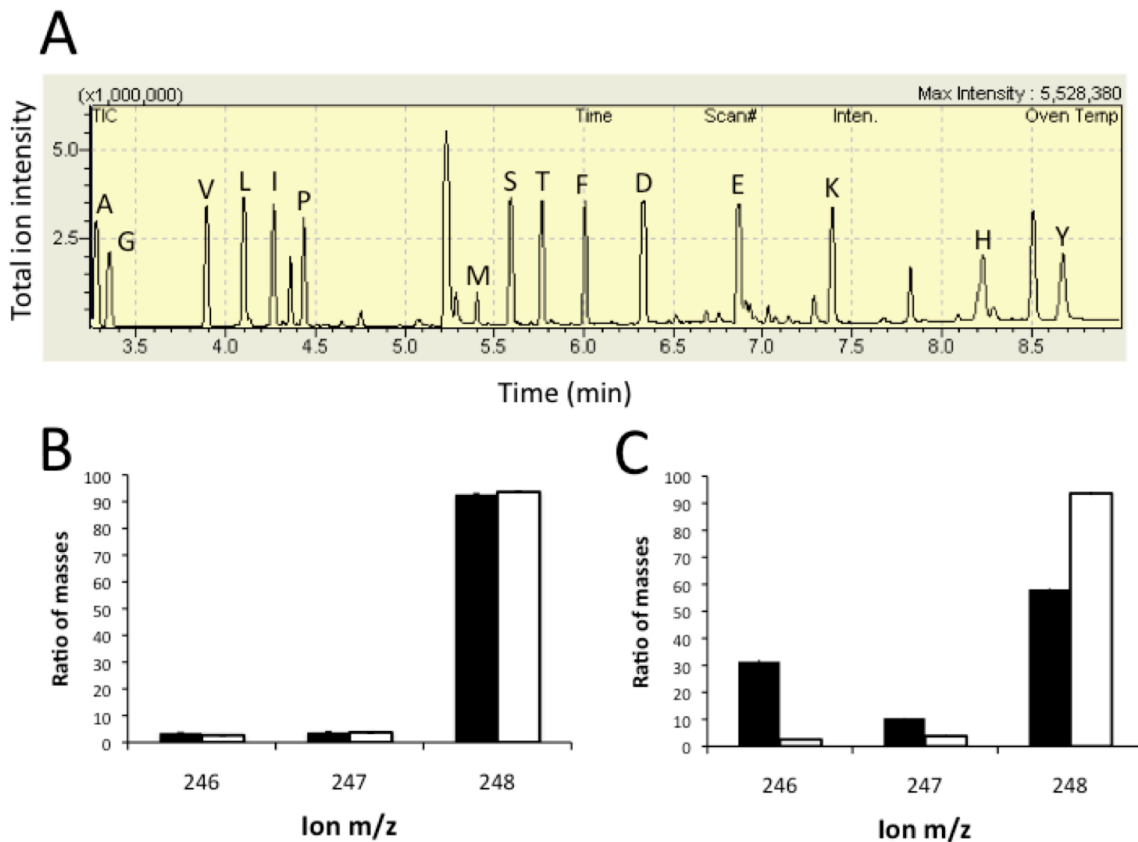 A
(x1,000,000) Max Intensity : 5,528,380
TIC Time Scan# Inten. Oven Temp
Total ion intensity
5.0
2.5
A G V L I P M S T F D E K H Y
3.5 4.0 4.5 5.0 5.5 6.0 6.5 7.0 7.5 8.0 8.5
Time (min)
B
Ratio of masses
100
90
80
70
60
50
40
30
20
10
0
246 247 248
Ion m/z
C
Ratio of masses
100
90
80
70
60
50
40
30
20
10
0
246 247 248
Ion m/z